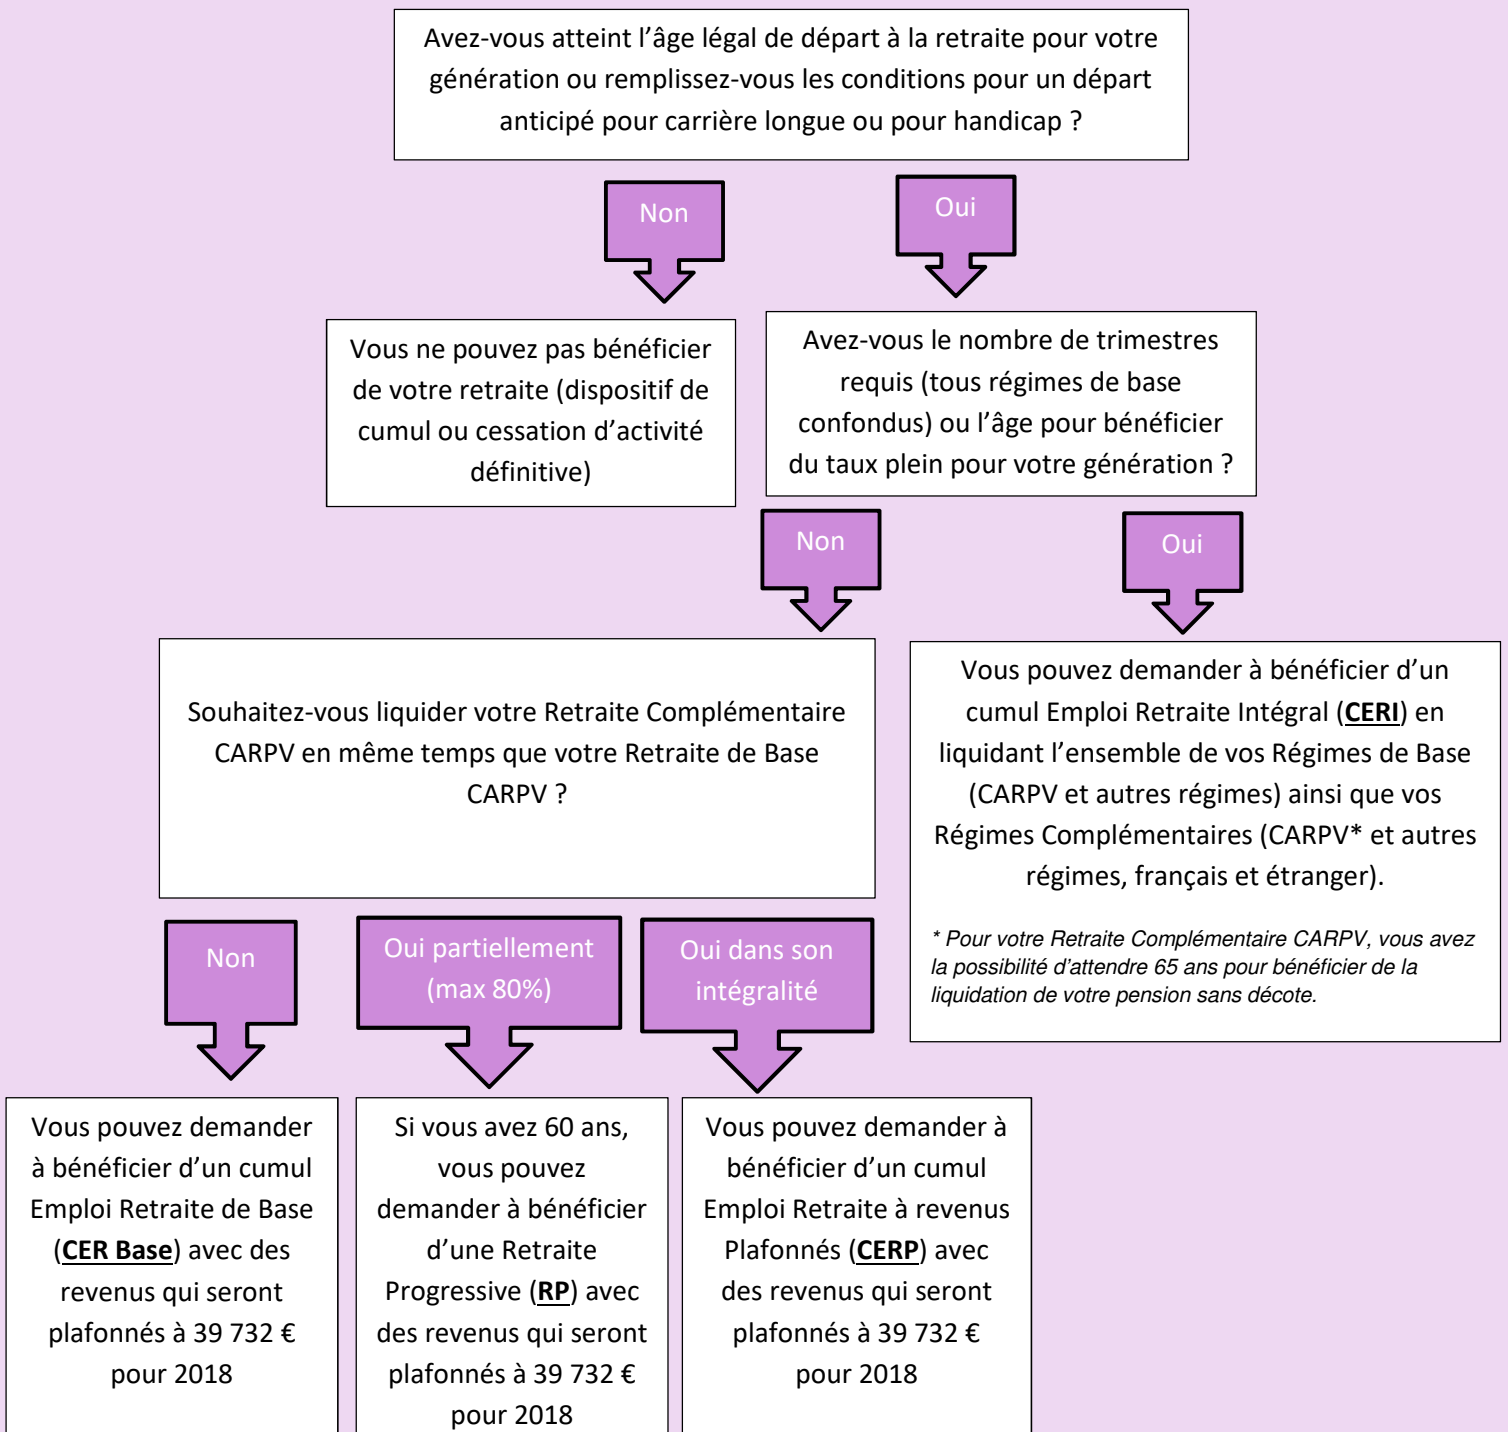 Avez-vous atteint l’âge légal de départ à la retraite pour votre
génération ou remplissez-vous les conditions pour un départ
anticipé pour carrière longue ou pour handicap ?
Non
Oui
Vous ne pouvez pas bénéficier
de votre retraite (dispositif de
cumul ou cessation d’activité
définitive)
Avez-vous le nombre de trimestres
requis (tous régimes de base
confondus) ou l’âge pour bénéficier
du taux plein pour votre génération ?
Non
Oui
Souhaitez-vous liquider votre Retraite Complémentaire
CARPV en même temps que votre Retraite de Base
CARPV ?
Vous pouvez demander à bénéficier d’un
cumul Emploi Retraite Intégral (CERI) en
liquidant l’ensemble de vos Régimes de Base
(CARPV et autres régimes) ainsi que vos
Régimes Complémentaires (CARPV* et autres
régimes, français et étranger).
* Pour votre Retraite Complémentaire CARPV, vous avez
la possibilité d’attendre 65 ans pour bénéficier de la
liquidation de votre pension sans décote.
Non
Oui partiellement
(max 80%)
Oui dans son
intégralité
Vous pouvez demander
à bénéficier d’un cumul
Emploi Retraite de Base
(CER Base) avec des
revenus qui seront
plafonnés à 39 732 €
pour 2018
Si vous avez 60 ans,
vous pouvez
demander à bénéficier
d’une Retraite
Progressive (RP) avec
des revenus qui seront
plafonnés à 39 732 €
pour 2018
Vous pouvez demander à
bénéficier d’un cumul
Emploi Retraite à revenus
Plafonnés (CERP) avec
des revenus qui seront
plafonnés à 39 732 €
pour 2018